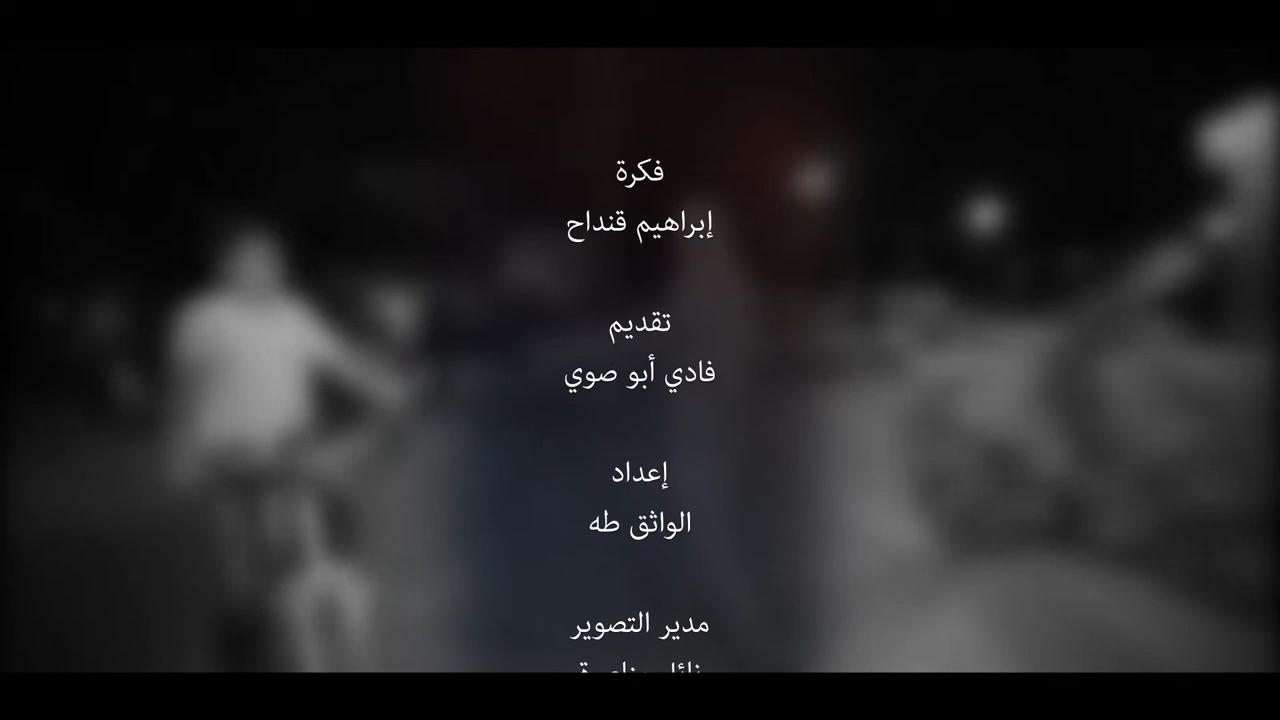 فكرة
إبراهيم قنداح
تقديم
فادي أبو صوي
إعداد
الواثق طه
مدير التصوير